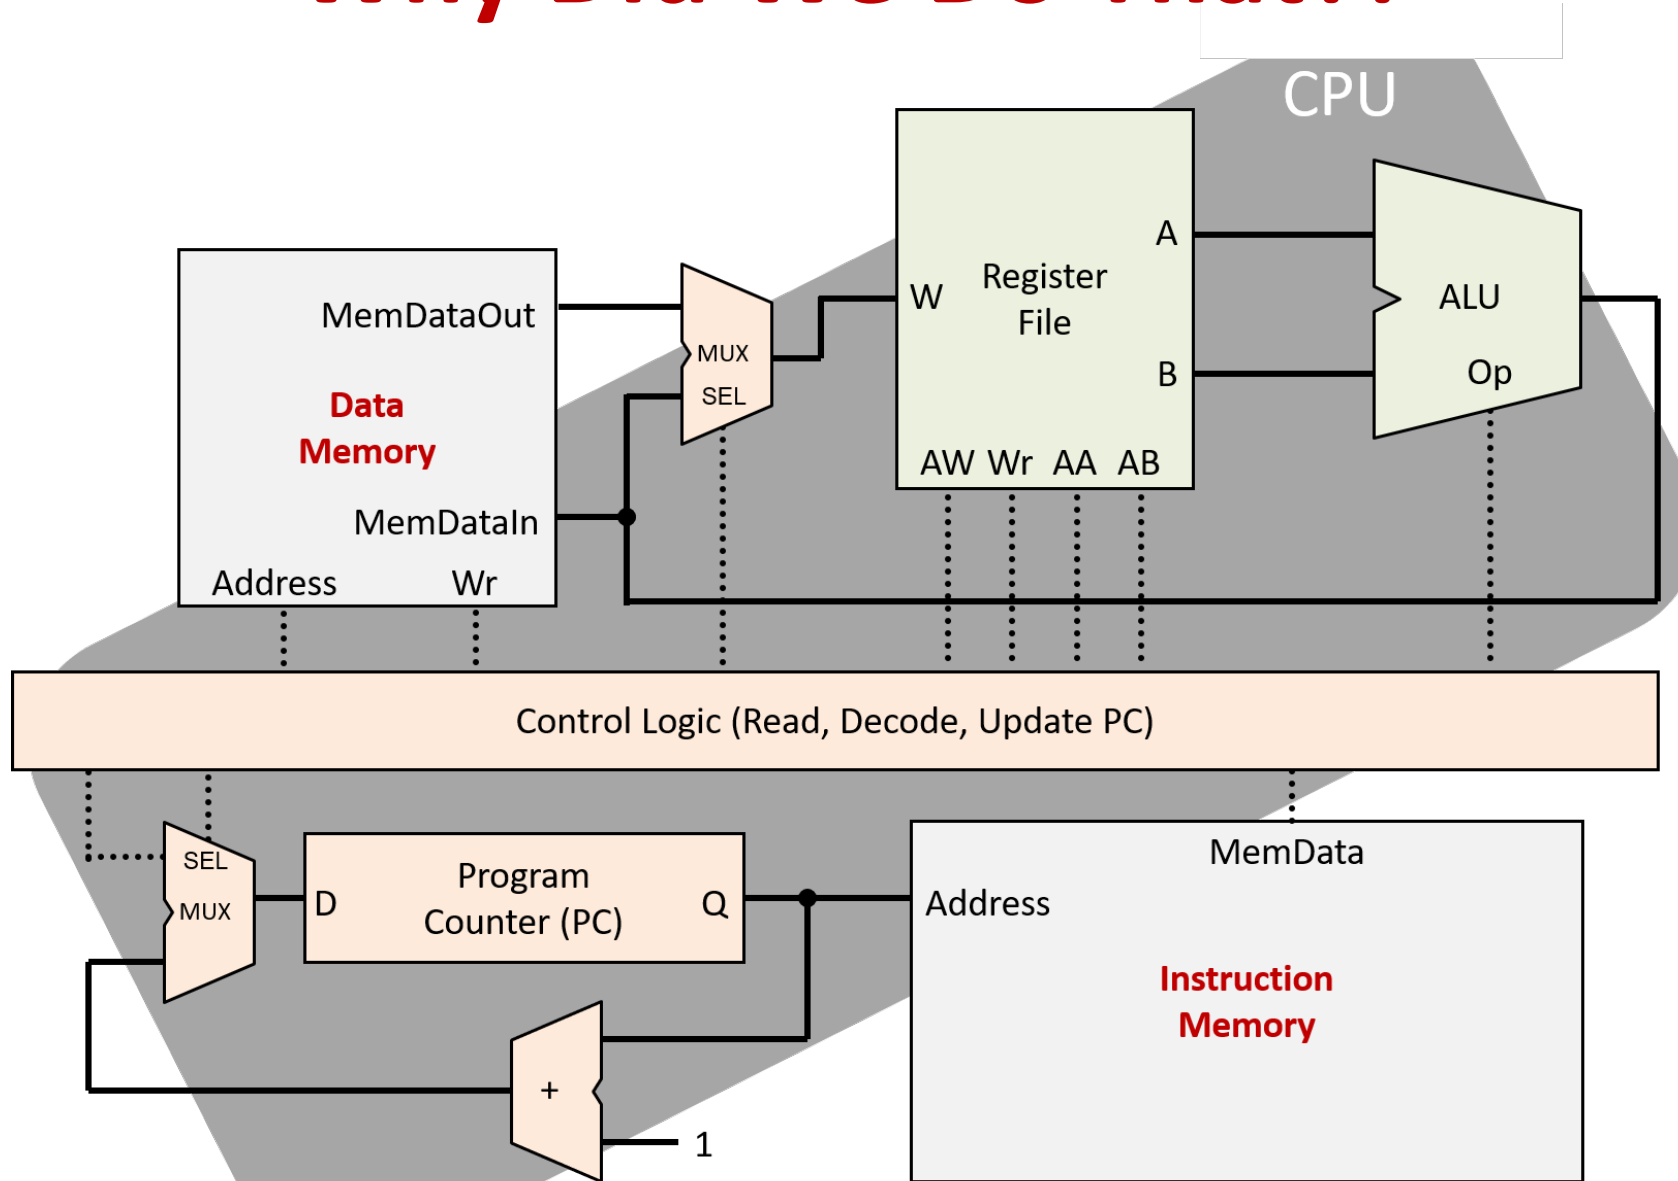 CPU
MemDataOut
Data
Memory
MemDataIn
Address
Wr
MUX
SEL
W
Register
File
A
B
AW
Wr
AA
AB
ALU
Op
Control Logic (Read, Decode, Update PC)
SEL
MUX
D
Program
Counter (PC)
Q
MemData
Address
Instruction
Memory
+
1